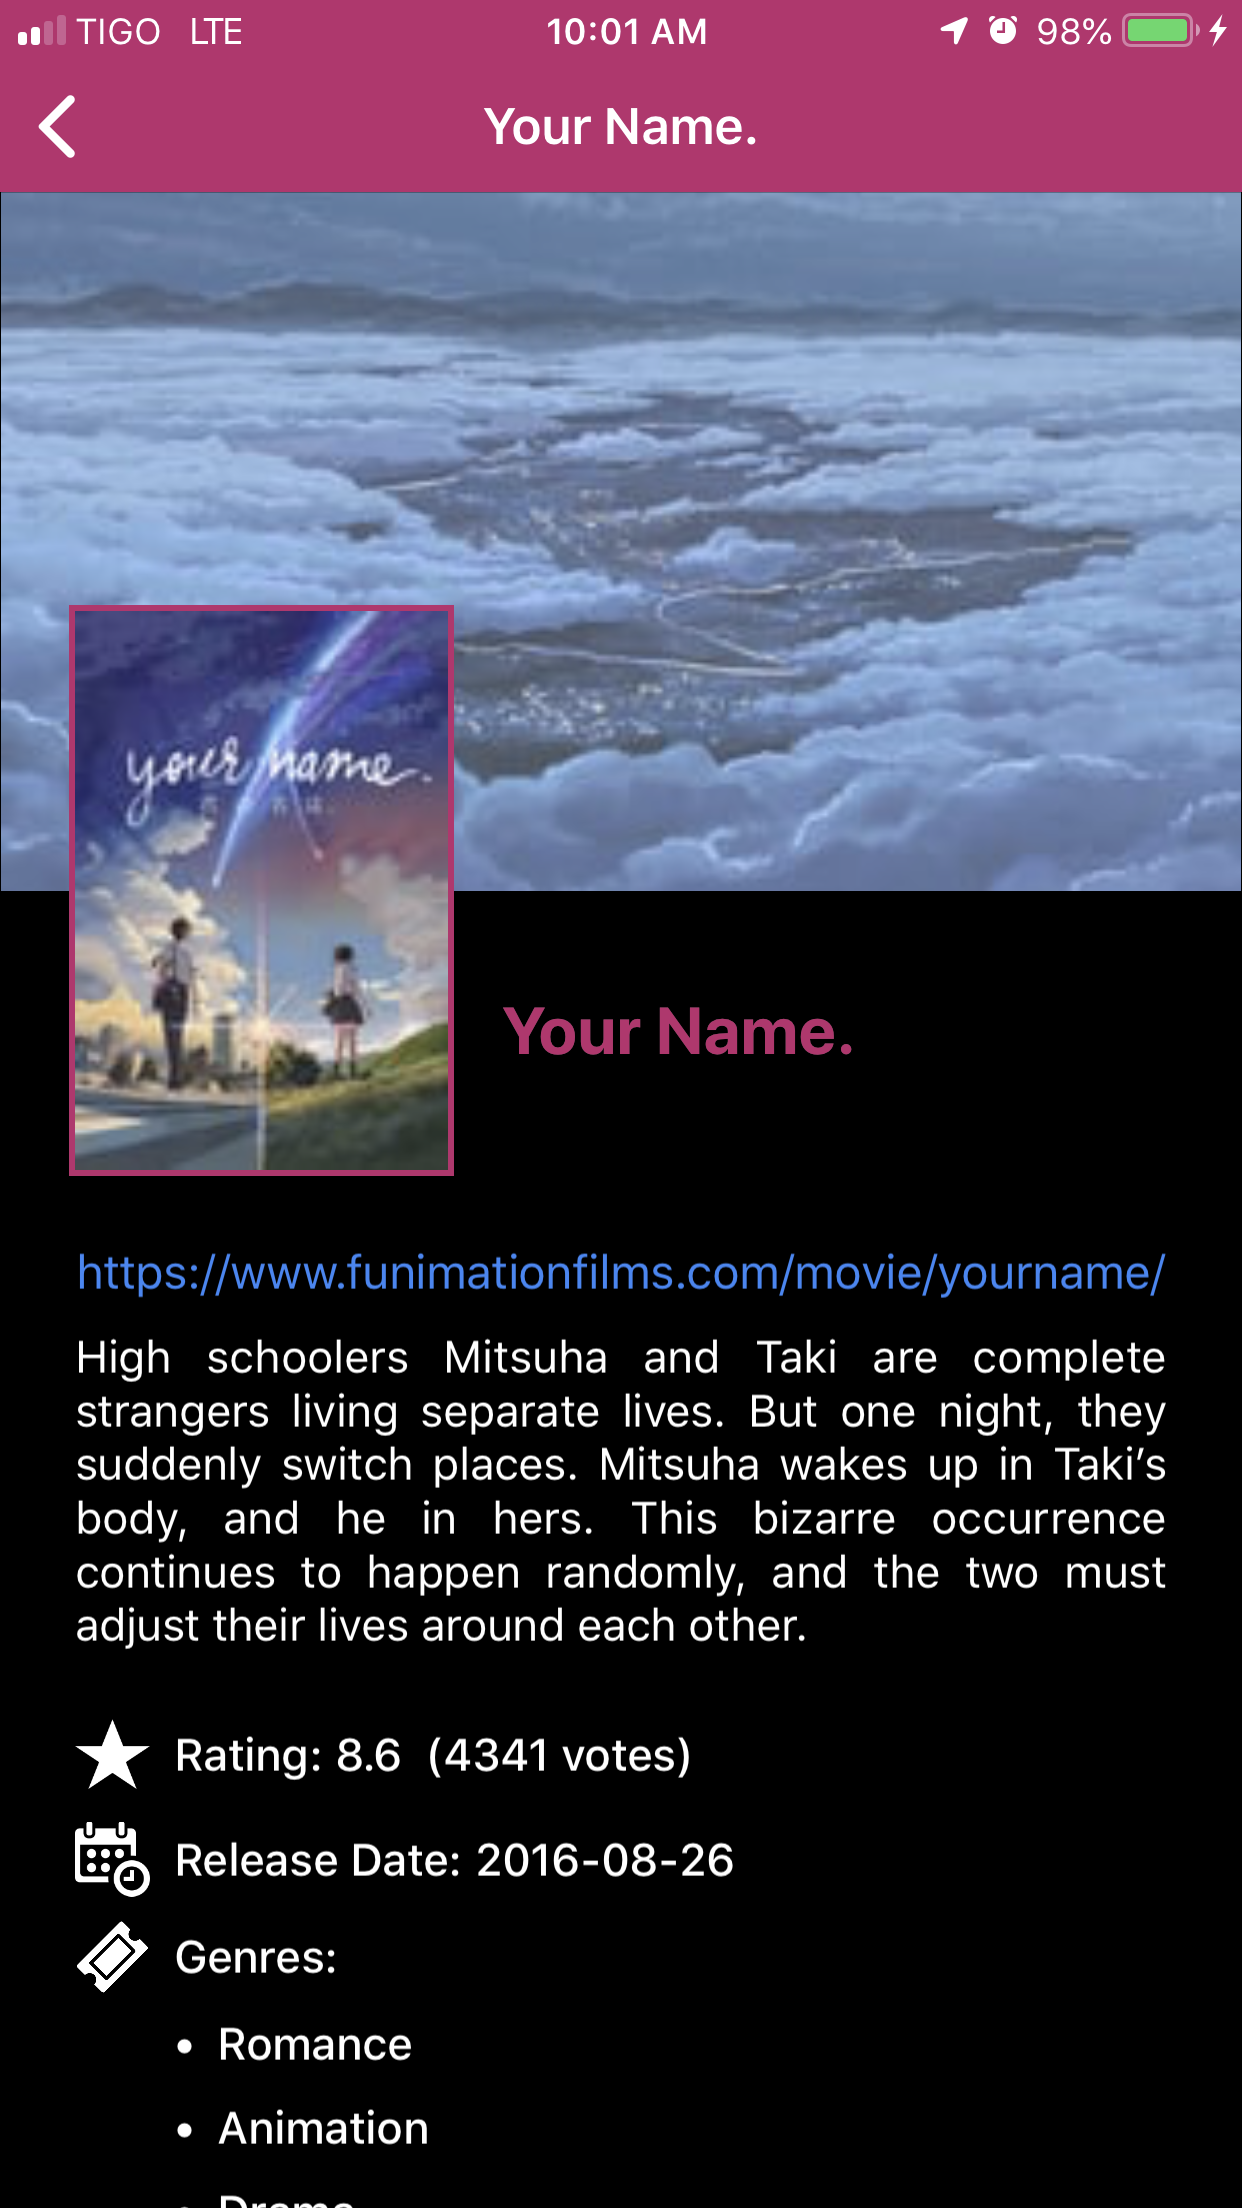 TIGO LTE 10:01 AM 98%
Your Name.
your name.
Your Name.
https://www.funimationfilms.com/movie/yourname/
High schoolers Mitsuha and Taki are complete
strangers living separate lives. But one night, they
suddenly switch places. Mitsuha wakes up in Taki’s
body, and he in hers. This bizarre occurrence
continues to happen randomly, and the two must
adjust their lives around each other.
Rating: 8.6 (4341 votes)
Release Date: 2016-08-26
Genres:
• Romance
• Animation
• Drama